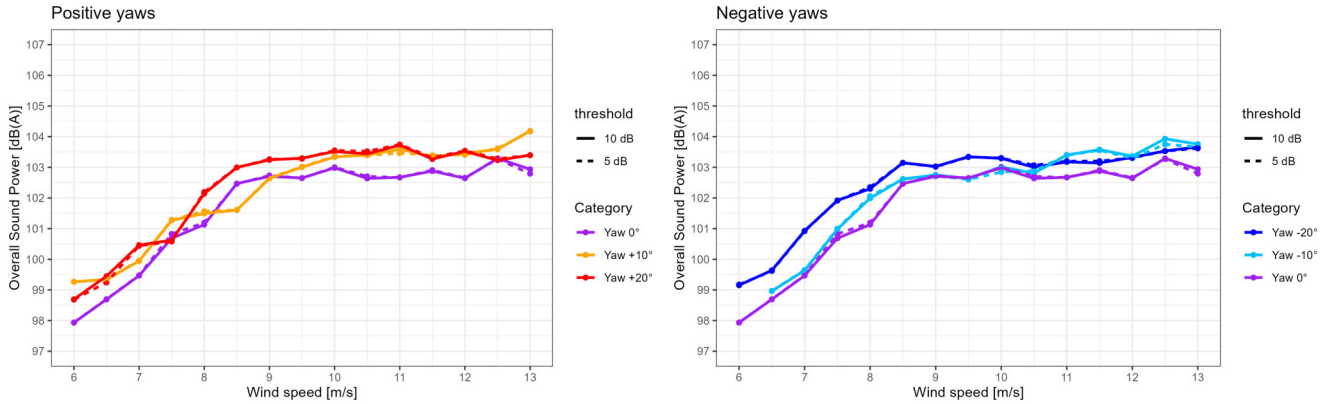 Positive yaws
107
106
105
104
103
102
101
100
99
98
97
6 7 8 9 10 11 12 13
Wind speed [m/s]
Overall Sound Power [dB(A)]
threshold
10 dB
5 dB
Category
Yaw 0°
Yaw +10°
Yaw +20°
Negative yaws
107
106
105
104
103
102
101
100
99
98
97
6 7 8 9 10 11 12 13
Wind speed [m/s]
Overall Sound Power [dB(A)]
threshold
10 dB
5 dB
Category
Yaw -20°
Yaw -10°
Yaw 0°